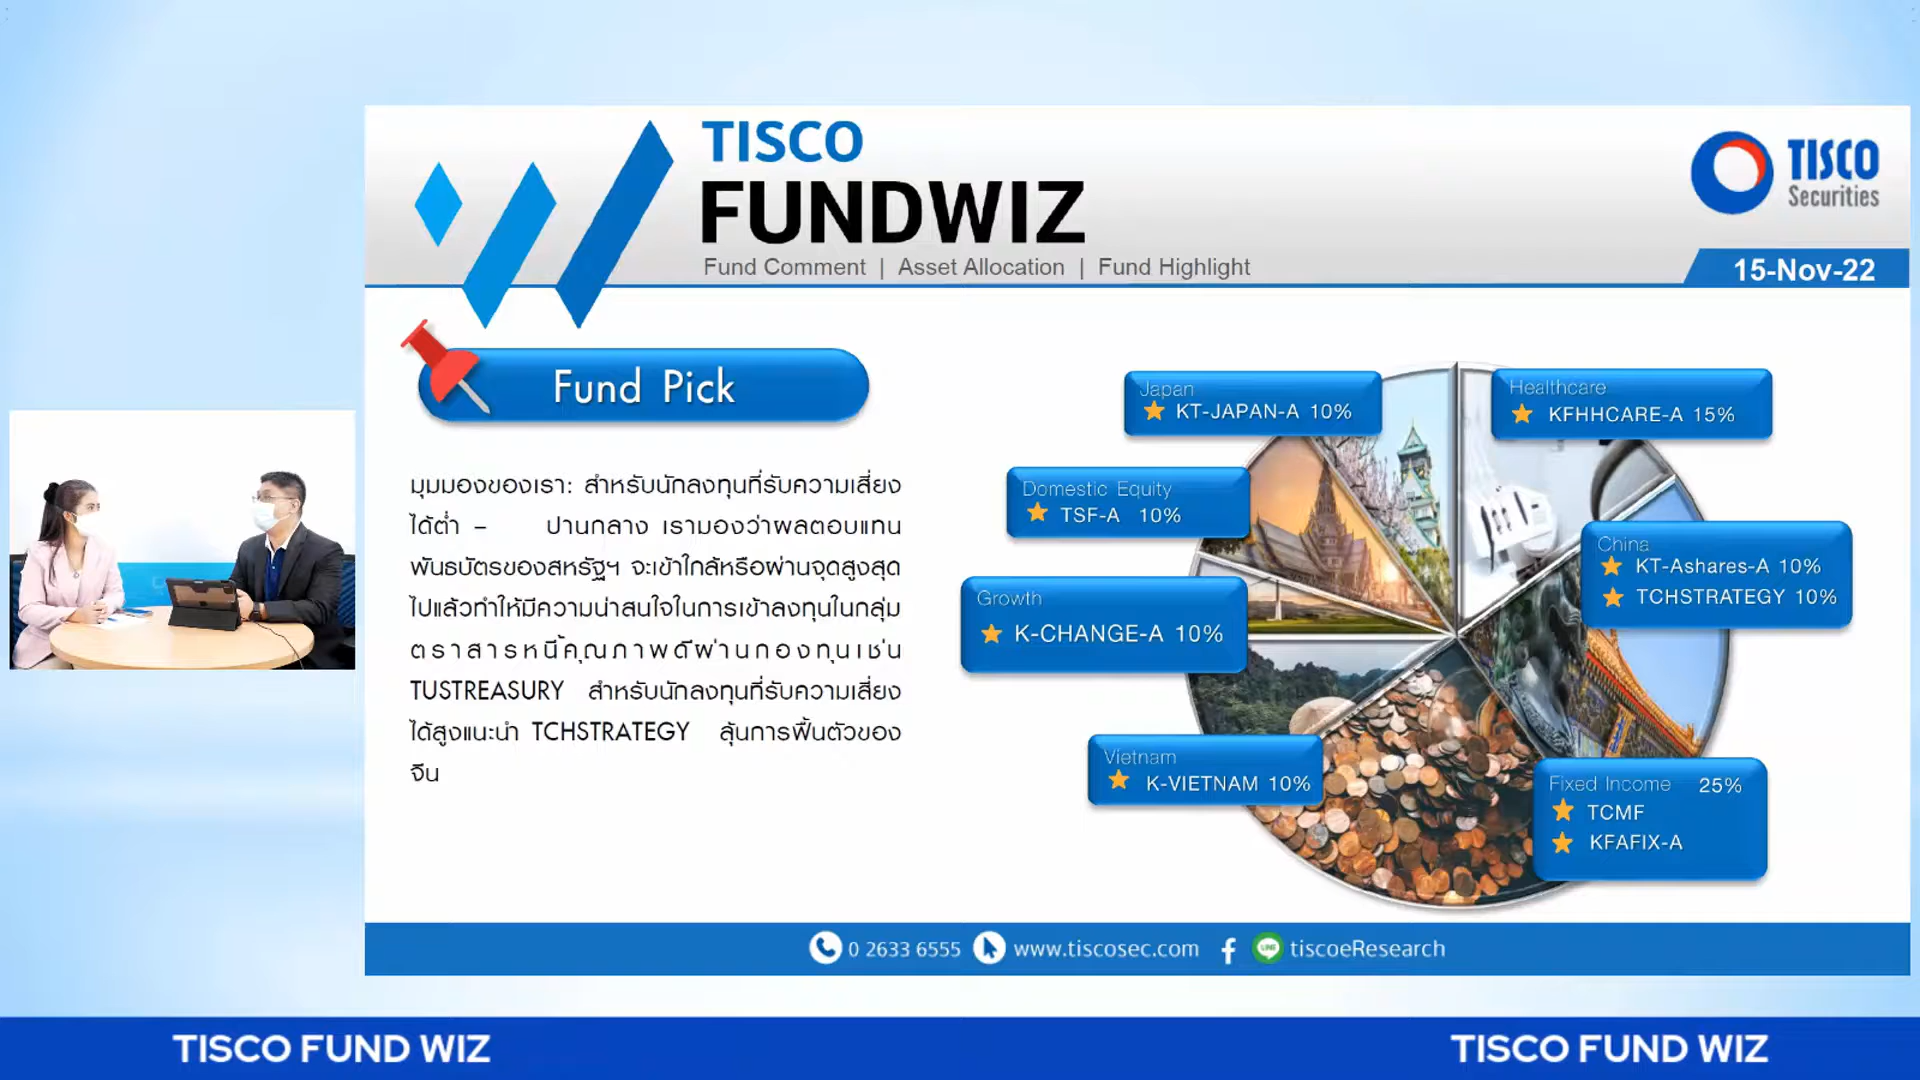 TISCO
FUNDWIZ
Fund Comment | Asset Allocation | Fund Highlight
TISCO
Securities
15-Nov-22
Fund Pick
มุมมองของเรา: สำหรับนักลงทุนที่รับความเสี่ยง
ได้ต่ำ – ปานกลาง เรามองว่าผลตอบแทน
พันธบัตรของสหรัฐฯ จะเข้าใกล้หรือผ่านจุดสูงสุด
ไปแล้วทำให้มีความน่าสนใจในการเข้าลงทุนในกลุ่ม
ตราสารหนี้คุณภาพดีผ่านกองทุนเช่น
TUSTREASURY สำหรับนักลงทุนที่รับความเสี่ยง
ได้สูงแนะนำ TCHSTRATEGY ลุ้นการฟื้นตัวของ
จีน
Japan
KT-JAPAN-A 10%
Healthcare
KFHHCARE-A 15%
Domestic Equity
TSF-A 10%
China
KT-Ashares-A 10%
TCHSTRATEGY 10%
Growth
K-CHANGE-A 10%
Vietnam
K-VIETNAM 10%
Fixed Income 25%
TCMF
KFAFIX-A
0 2633 6555 www.tiscosec.com f LINE tiscoeResearch
TISCO FUND WIZ
TISCO FUND WIZ